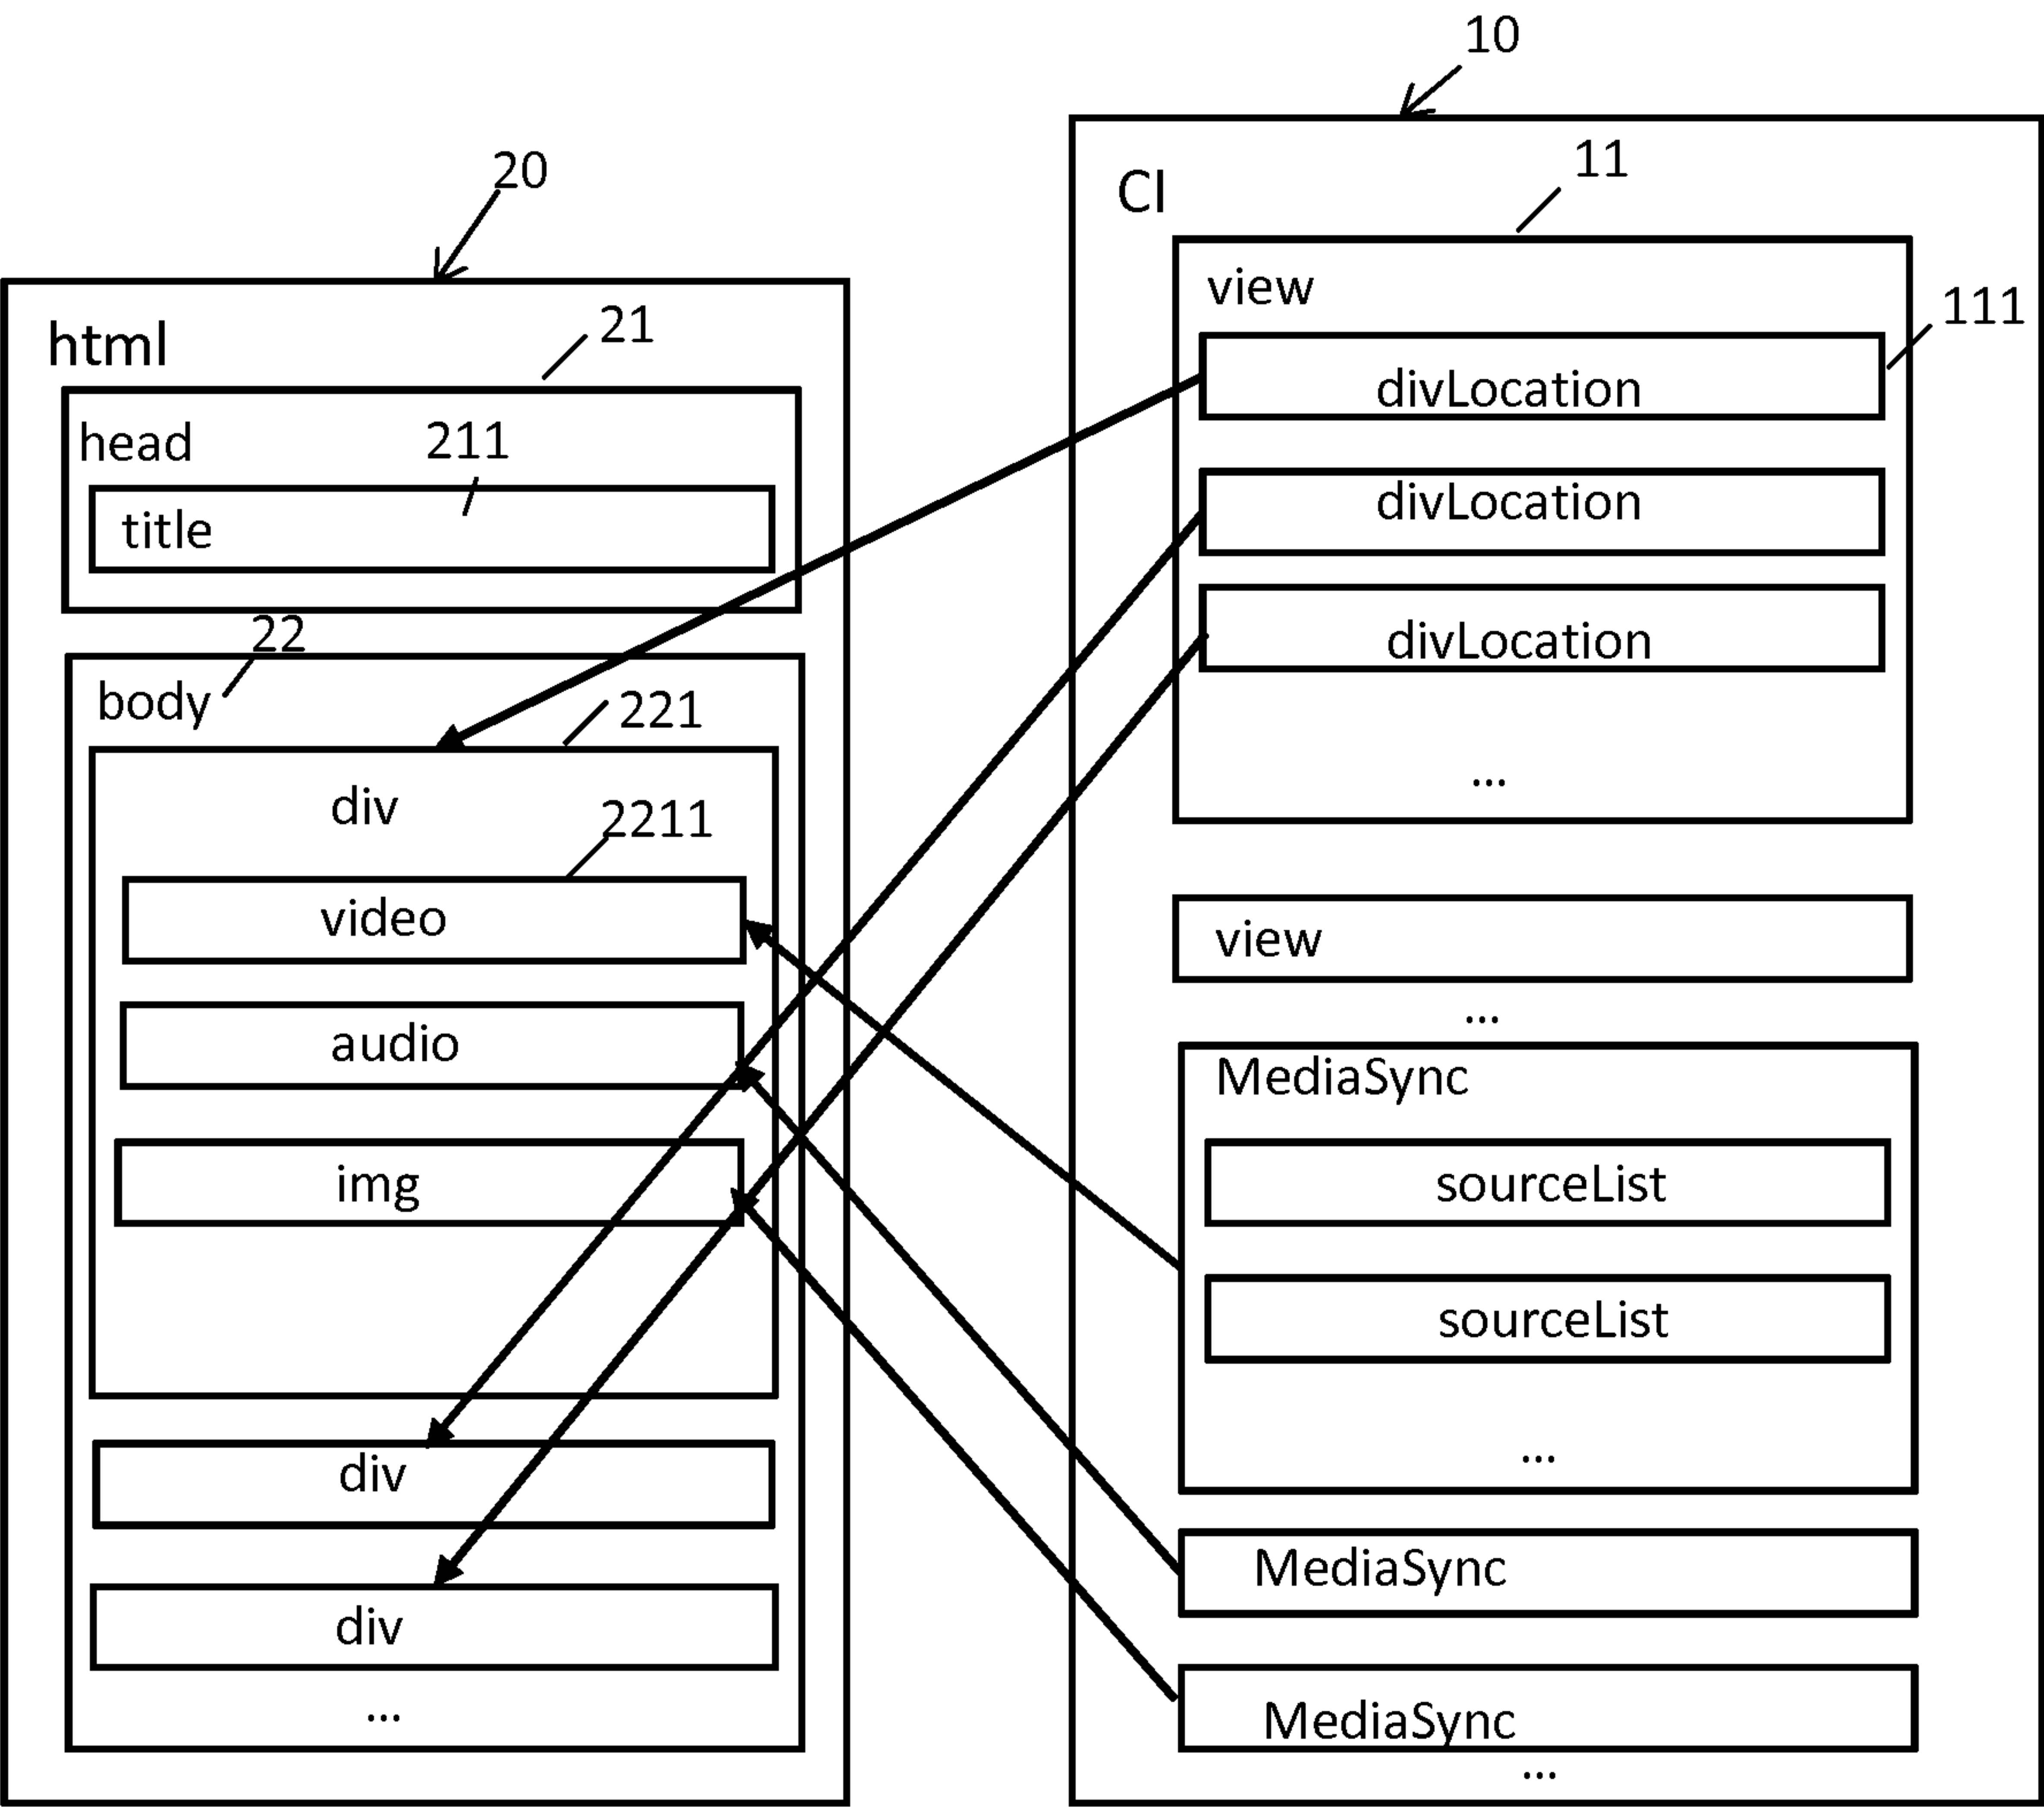 10
20
CI
11
html
21
view
111
head
211
divLocation
title
divLocation
22
divLocation
body
221
...
div
2211
video
view
audio
...
MediaSync
img
sourceList
sourceList
...
div
MediaSync
div
MediaSync
...
...